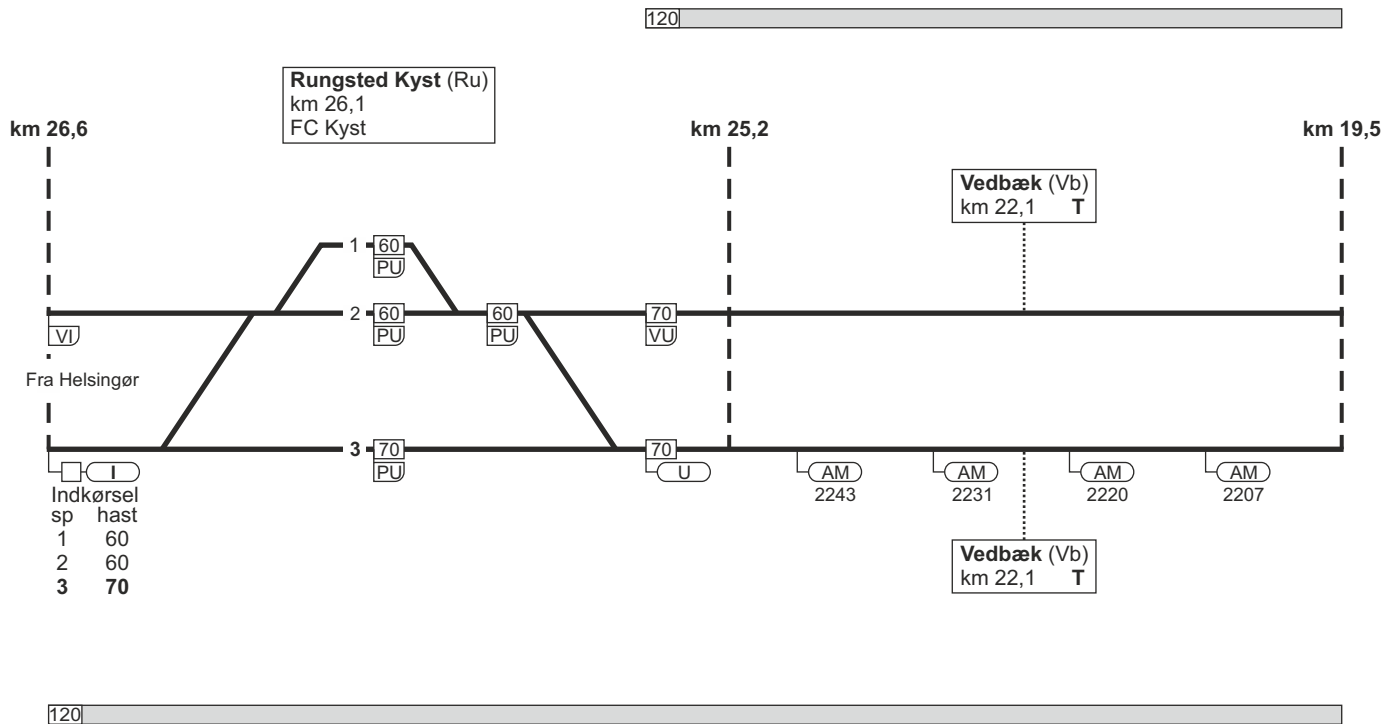 120
Rungsted Kyst (Ru)
km 26,1
FC Kyst
km 26,6
km 25,2
km 19,5
Vedbæk (Vb)
km 22,1 T
1 60
PU
2 60 60 70
VI PU PU VU
Fra Helsingør
3 70 70
I PU U AM AM AM AM
2243 2231 2220 2207
Indkørsel
sp hast
1 60
2 60
3 70
Vedbæk (Vb)
km 22,1 T
120